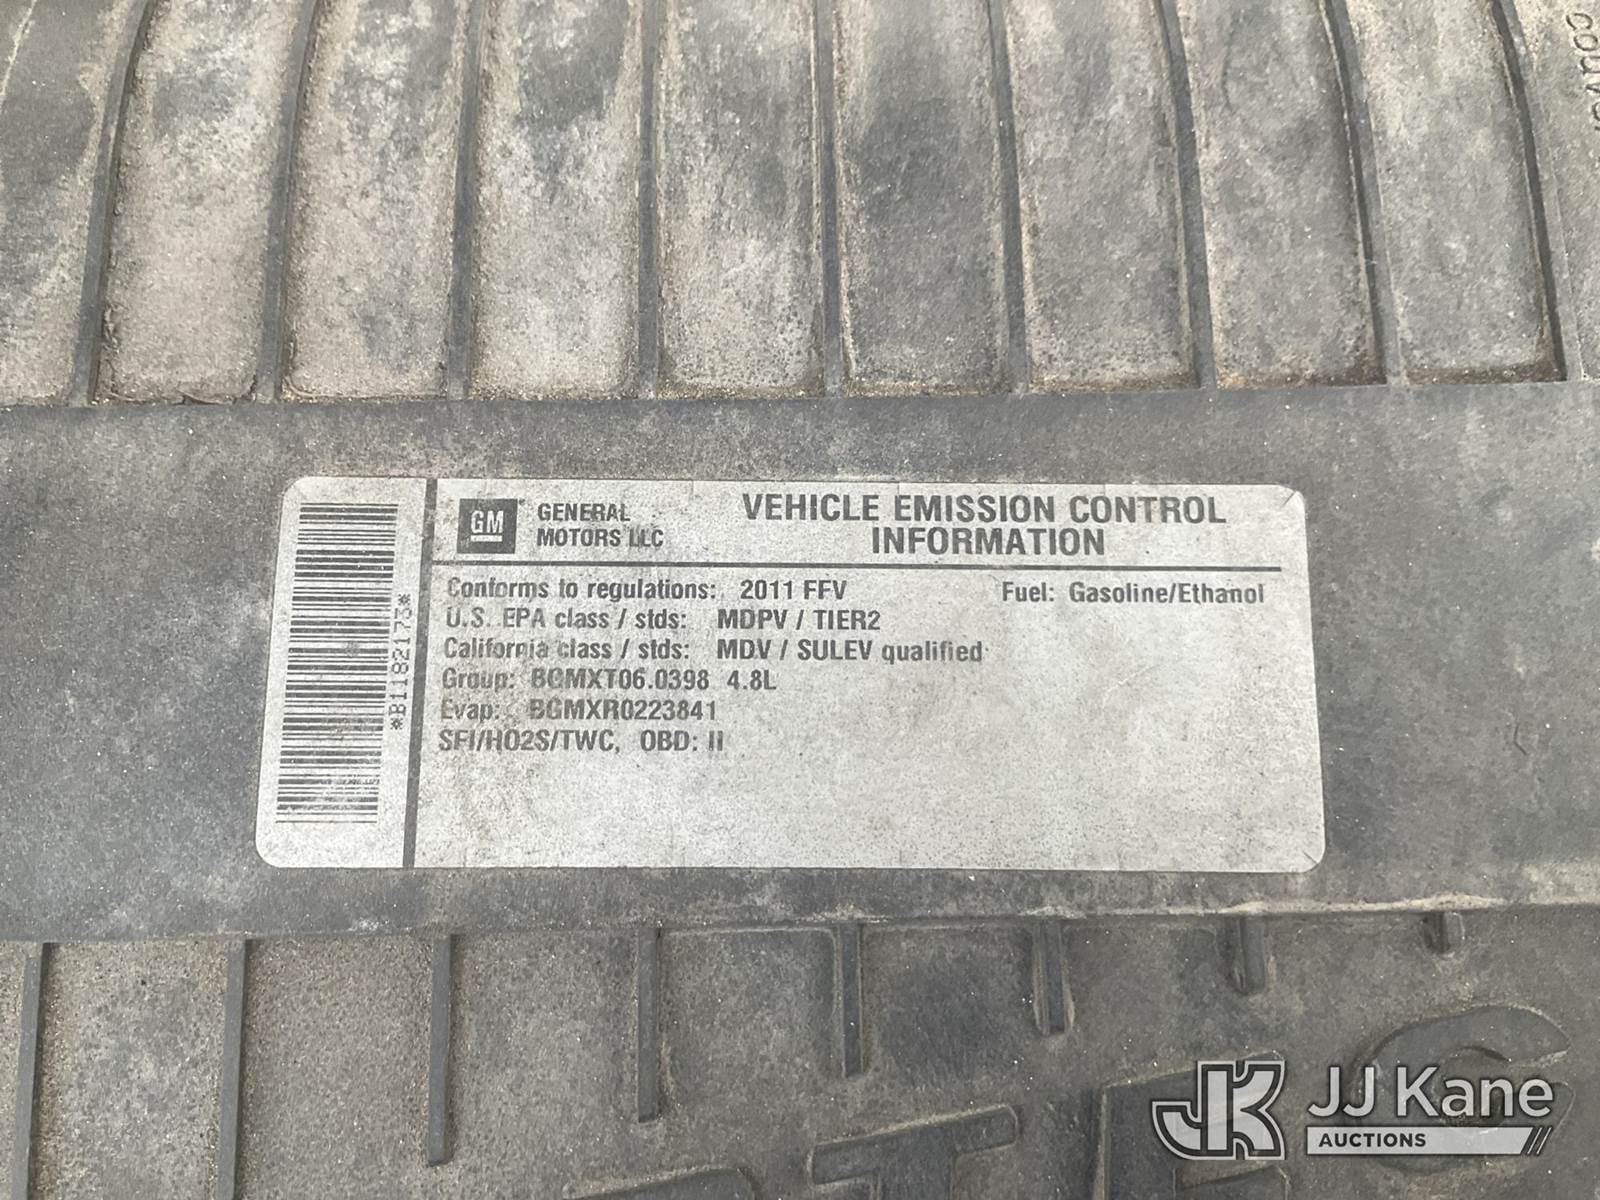 GM GENERAL MOTORS LLC
VEHICLE EMISSION CONTROL
INFORMATION
Conforms to regulations: 2011 FFV Fuel: Gasoline/Ethanol
U.S. EPA class / stds: MDPV / TIER2
California class / stds: MDV / SULEV qualified
Group: BGMXT06.0398 4.8L
Evap: BGMXR0223841
SFI/HO2S/TWC, OBD: II
*B1182173*
JK JJ Kane
AUCTIONS